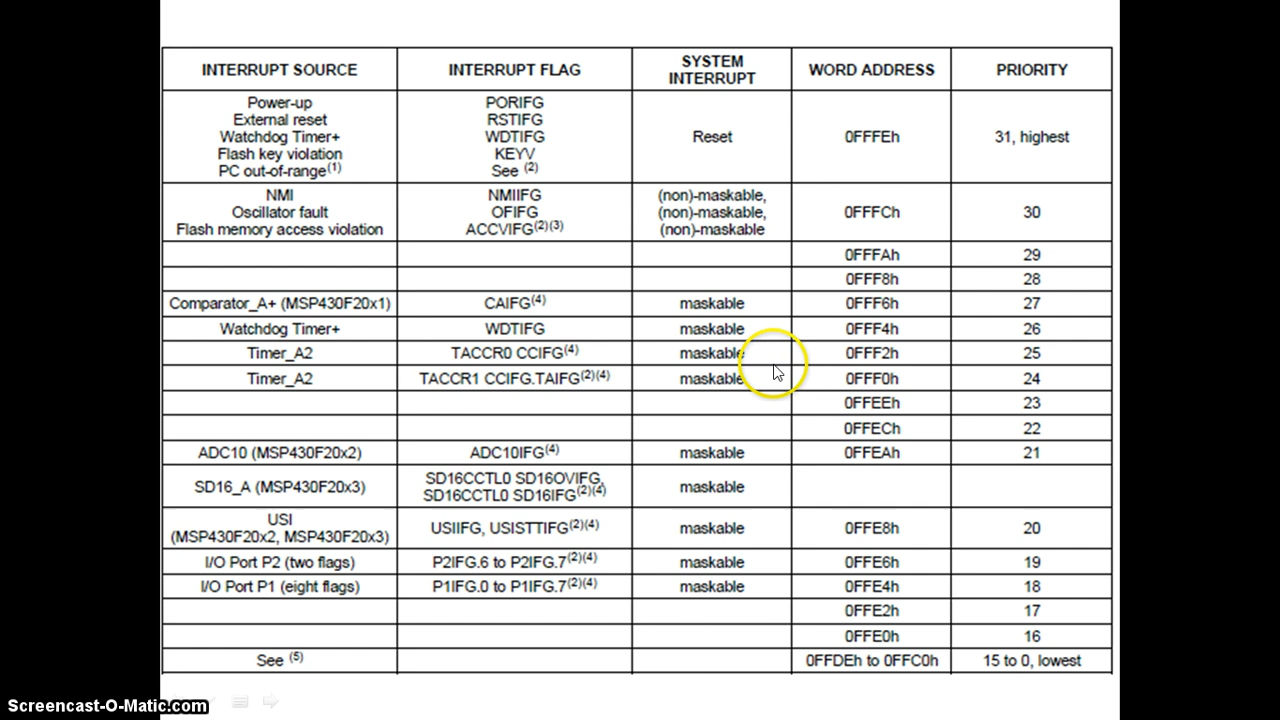 INTERRUPT SOURCE INTERRUPT FLAG SYSTEM INTERRUPT WORD ADDRESS PRIORITY
Power-up PORIFG
External reset RSTIFG
Watchdog Timer+ WDTIFG Reset 0FFFEh 31, highest
Flash key violation KEYV
PC out-of-range(1) See (2)
NMI NMIIFG (non)-maskable,
Oscillator fault OFIFG (non)-maskable, 0FFFCh 30
Flash memory access violation ACCVIFG(2)(3) (non)-maskable
0FFFAh 29
0FFF8h 28
Comparator_A+ (MSP430F20x1) CAIFG(4) maskable 0FFF6h 27
Watchdog Timer+ WDTIFG maskable 0FFF4h 26
Timer_A2 TACCR0 CCIFG(4) maskable 0FFF2h 25
Timer_A2 TACCR1 CCIFG.TAIFG(2)(4) maskable 0FFF0h 24
0FFEEh 23
0FFECh 22
ADC10 (MSP430F20x2) ADC10IFG(4) maskable 0FFEAh 21
SD16_A (MSP430F20x3) SD16CCTL0 SD16OVIFG, maskable
SD16CCTL0 SD16IFG(2)(4)
USI
(MSP430F20x2, MSP430F20x3) USIIFG, USISTTIFG(2)(4) maskable 0FFE8h 20
I/O Port P2 (two flags) P2IFG.6 to P2IFG.7(2)(4) maskable 0FFE6h 19
I/O Port P1 (eight flags) P1IFG.0 to P1IFG.7(2)(4) maskable 0FFE4h 18
0FFE2h 17
0FFE0h 16
See (5) 0FFDEh to 0FFC0h 15 to 0, lowest
Screencast-O-Matic.com